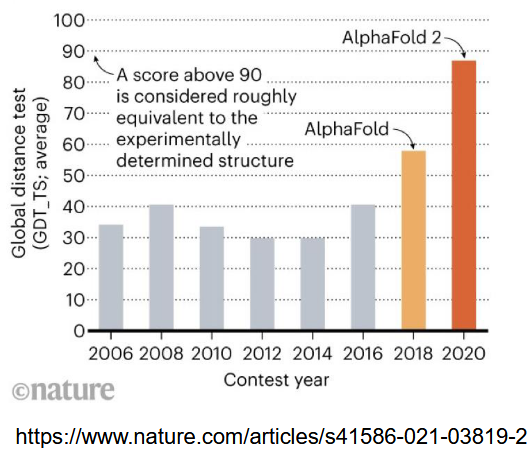 Global distance test
(GDT_TS; average)
100
90
80
70
60
50
40
30
20
10
0
A score above 90
is considered roughly
equivalent to the
experimentally
determined structure
AlphaFold 2
AlphaFold
2006 2008 2010 2012 2014 2016 2018 2020
Contest year
©nature
https://www.nature.com/articles/s41586-021-03819-2